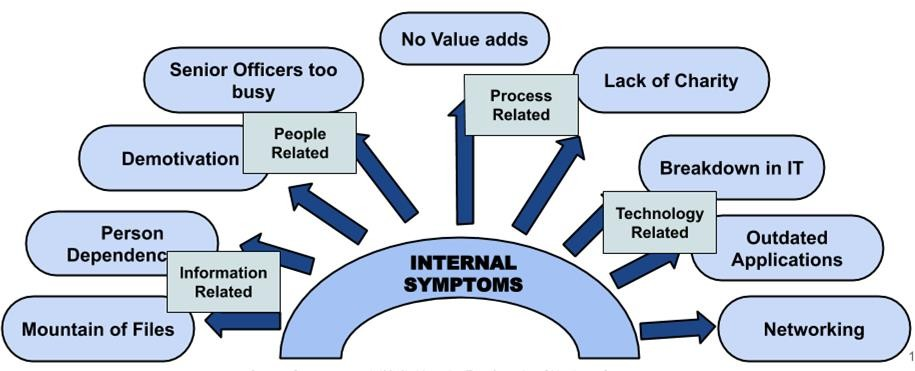 No Value adds
Senior Officers too
busy
Process
Related
Lack of Charity
People
Related
Demotivation
Breakdown in IT
Technology
Related
Person
Dependenc
Outdated
Applications
INTERNAL
SYMPTOMS
Information
Related
Mountain of Files
Networking
1